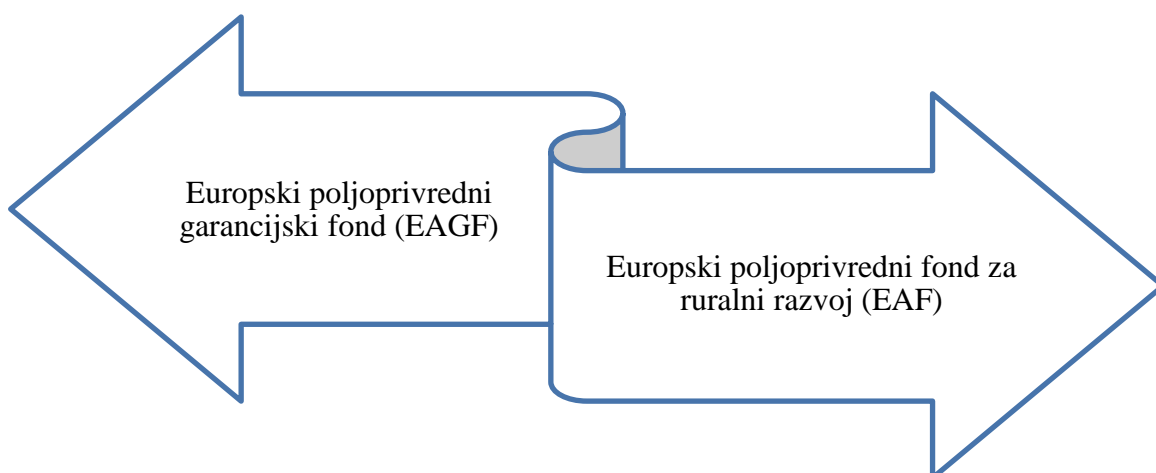 Europski poljoprivredni
garancijski fond (EAGF)
Europski poljoprivredni fond za
ruralni razvoj (EAF)